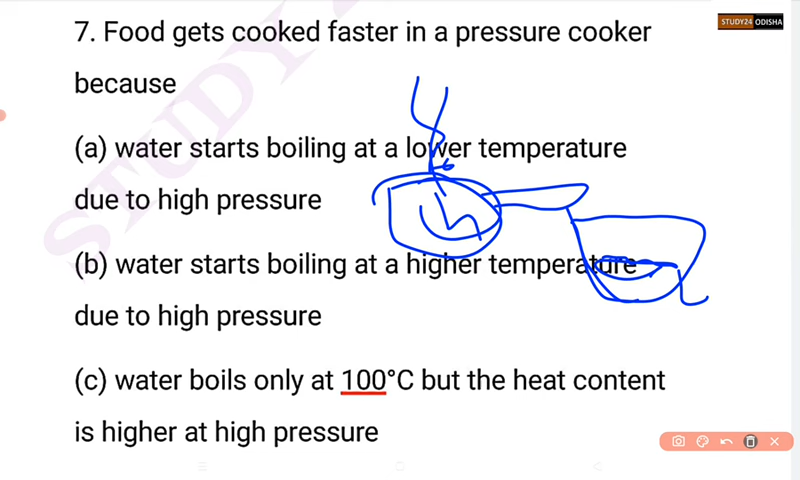 STUDY24 ODISHA
7. Food gets cooked faster in a pressure cooker
because
(a) water starts boiling at a lower temperature
due to high pressure
(b) water starts boiling at a higher temperature
due to high pressure
(c) water boils only at 100°C but the heat content
is higher at high pressure